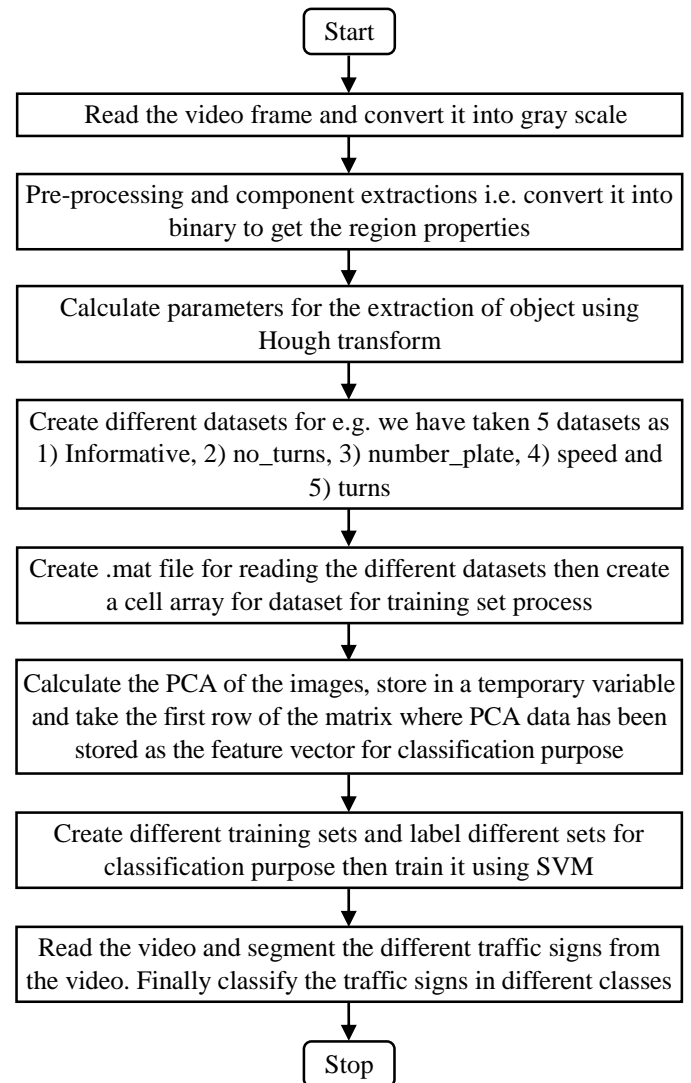 Start
Read the video frame and convert it into gray scale
Pre-processing and component extractions i.e. convert it into
binary to get the region properties
Calculate parameters for the extraction of object using
Hough transform
Create different datasets for e.g. we have taken 5 datasets as
1) Informative, 2) no_turns, 3) number_plate, 4) speed and
5) turns
Create .mat file for reading the different datasets then create
a cell array for dataset for training set process
Calculate the PCA of the images, store in a temporary variable
and take the first row of the matrix where PCA data has been
stored as the feature vector for classification purpose
Create different training sets and label different sets for
classification purpose then train it using SVM
Read the video and segment the different traffic signs from
the video. Finally classify the traffic signs in different classes
Stop